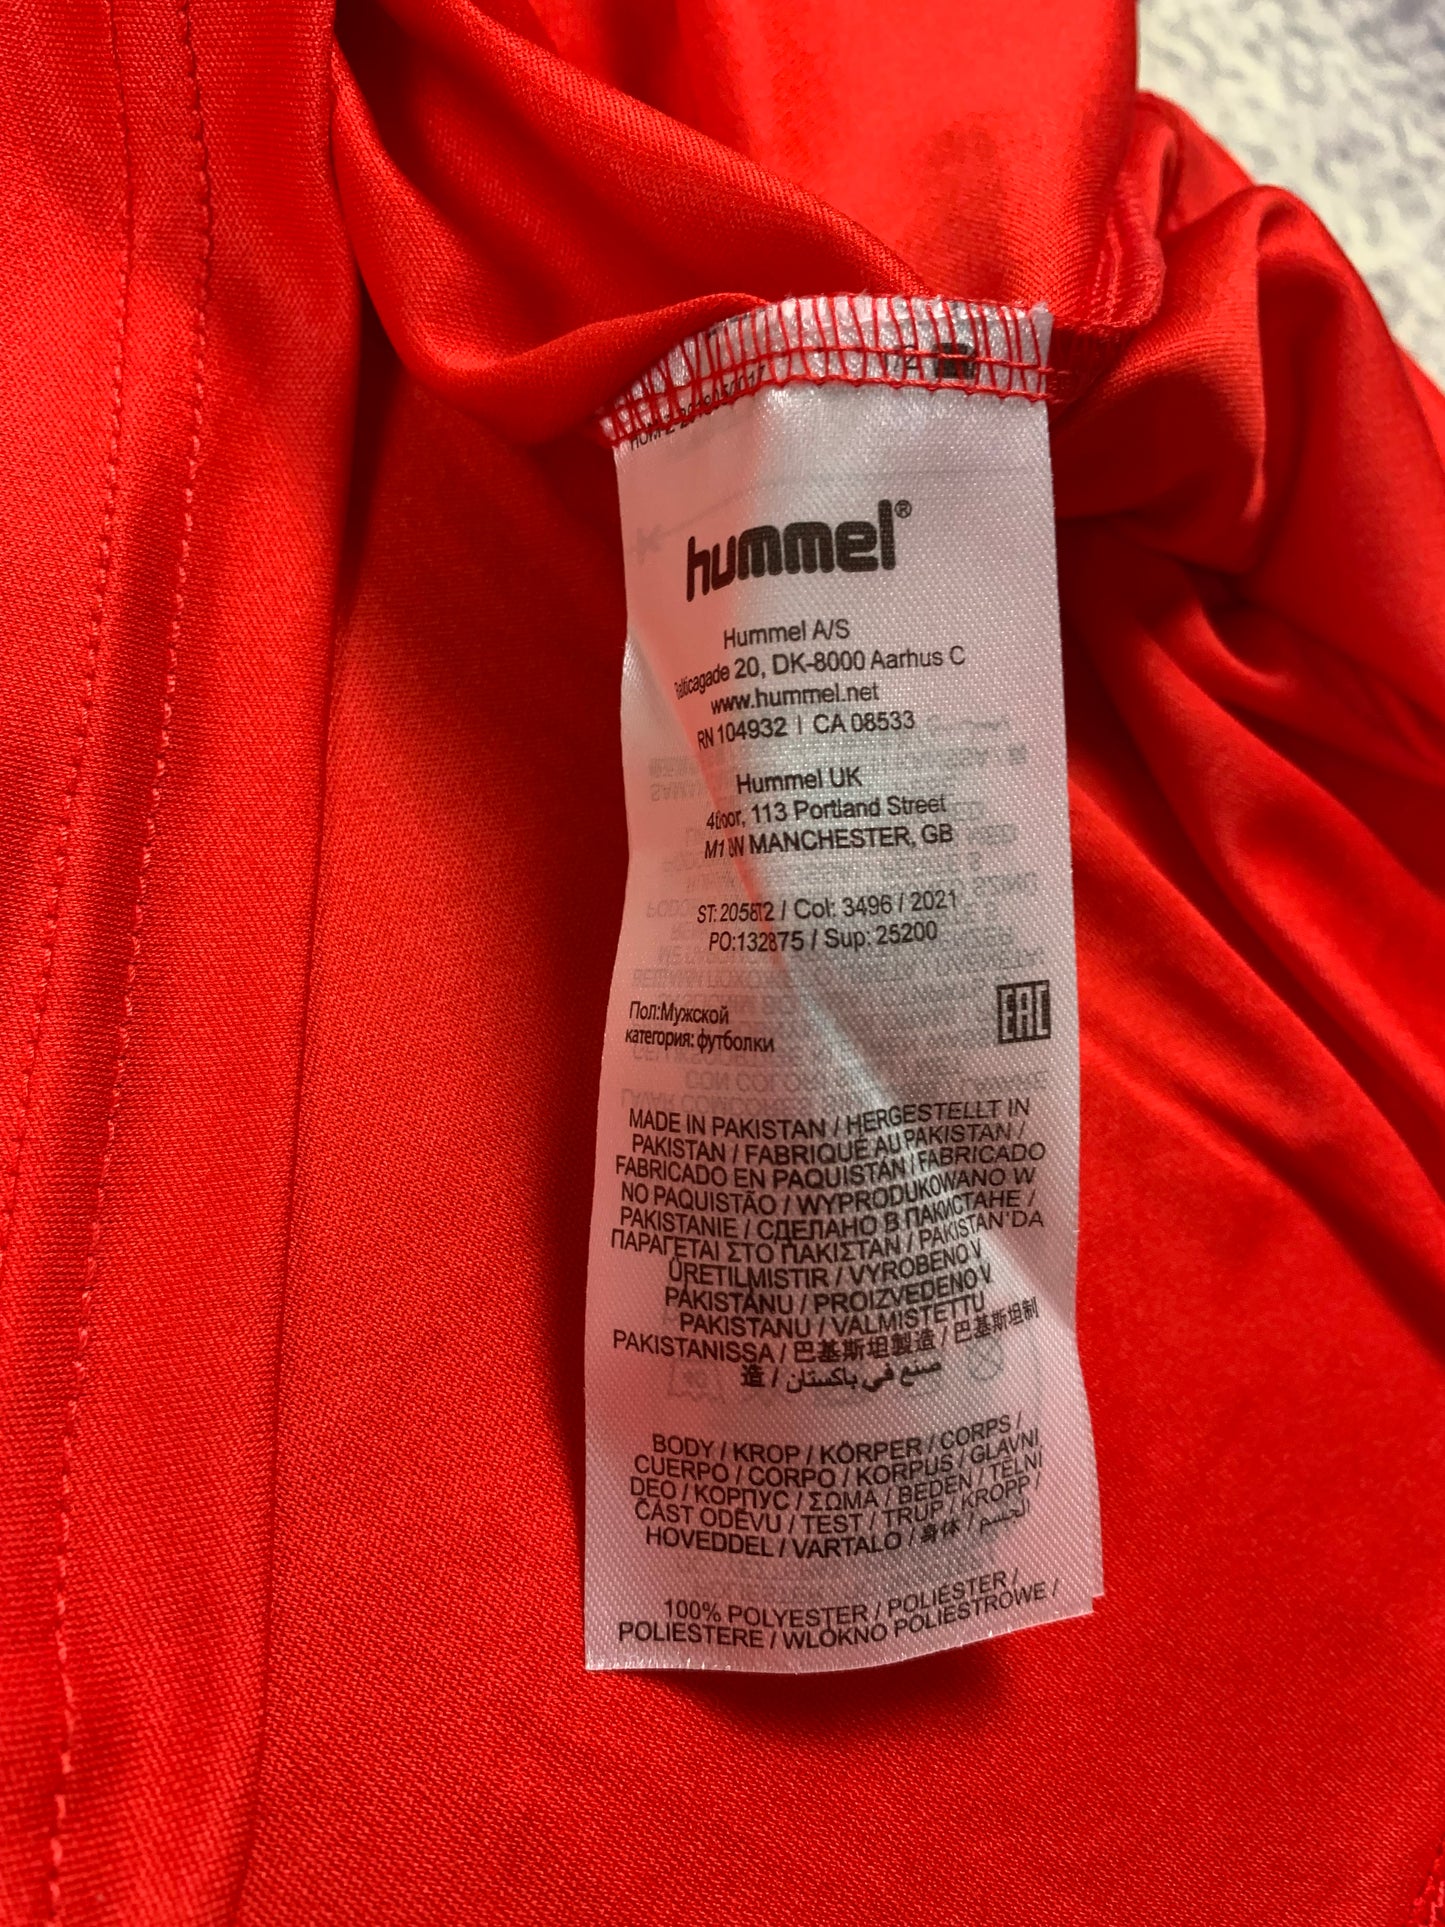 hummel®
Hummel A/S
Balticagade 20, DK-8000 Aarhus C
www.hummel.net
RN 104932 | CA 08533
Hummel UK
113 Portland Street
MANCHESTER, GB
/ Col: 3496 / 2021
PO:132875 / Sup: 25200
Пол:Мужской
категория: футболки
EAC
MADE IN PAKISTAN / HERGESTELLT IN
PAKISTAN / FABRIQUÉ AU PAKISTAN /
FABRICADO EN PAQUISTÁN / FABRICADO
NO PAQUISTÃO / WYPRODUKOWANO W
PAKISTANIE / СДЕЛАНО В ПАКИСТАНЕ /
ΠΑΡΑΓΕΤΑΙ ΣΤΟ ΠΑΚΙΣΤΑΝ / PAKISTAN'DA
ÜRETILMISTIR / VYROBENO V
PÁKISTÁNU / PROIZVEDENO V
PAKISTANU / VALMISTETTU
PAKISTANISSA / 巴基斯坦製造 / 巴基斯坦制
造 / صنع في باكستان
BODY / KROP / KÖRPER / CORPS /
CUERPO / CORPO / KORPUS / GLAVNI
DEO / КОРПУС / ΣΩΜΑ / BEDEN / TĚLNÍ
ČÁST ODĚVU / TEST / TRUP / KROPP /
HOVEDDEL / VARTALO / 身体 / الجسم
100% POLYESTER / POLIÉSTER /
POLIESTERE / WLÓKNO POLIESTROWE /